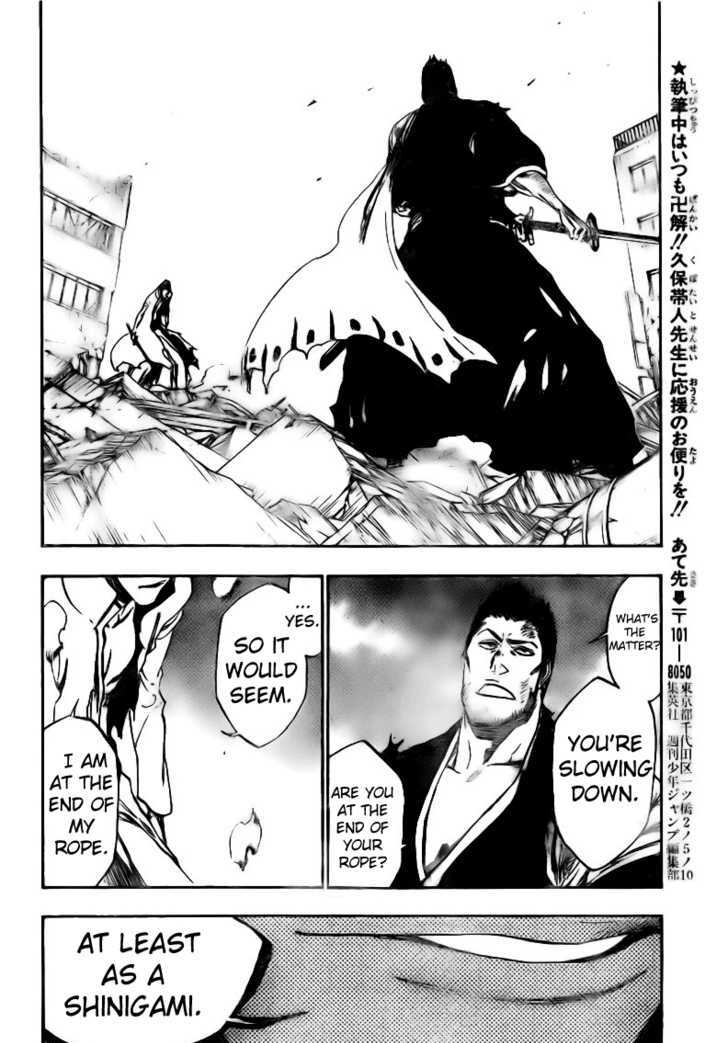 WHAT'S
THE
MATTER?
YOU'RE
SLOWING
DOWN.
ARE YOU
AT THE
END OF
YOUR
ROPE?
...
YES.
SO IT
WOULD
SEEM.
I AM
AT THE
END OF
MY
ROPE.
AT LEAST
AS A
SHINIGAMI.
★執筆中はいつも卍解!!久保帯人先生に応援のお便りを!! あて先➡〒101―8050東京都千代田区一ツ橋2ノ5ノ10
集英社 週刊少年ジャンプ編集部